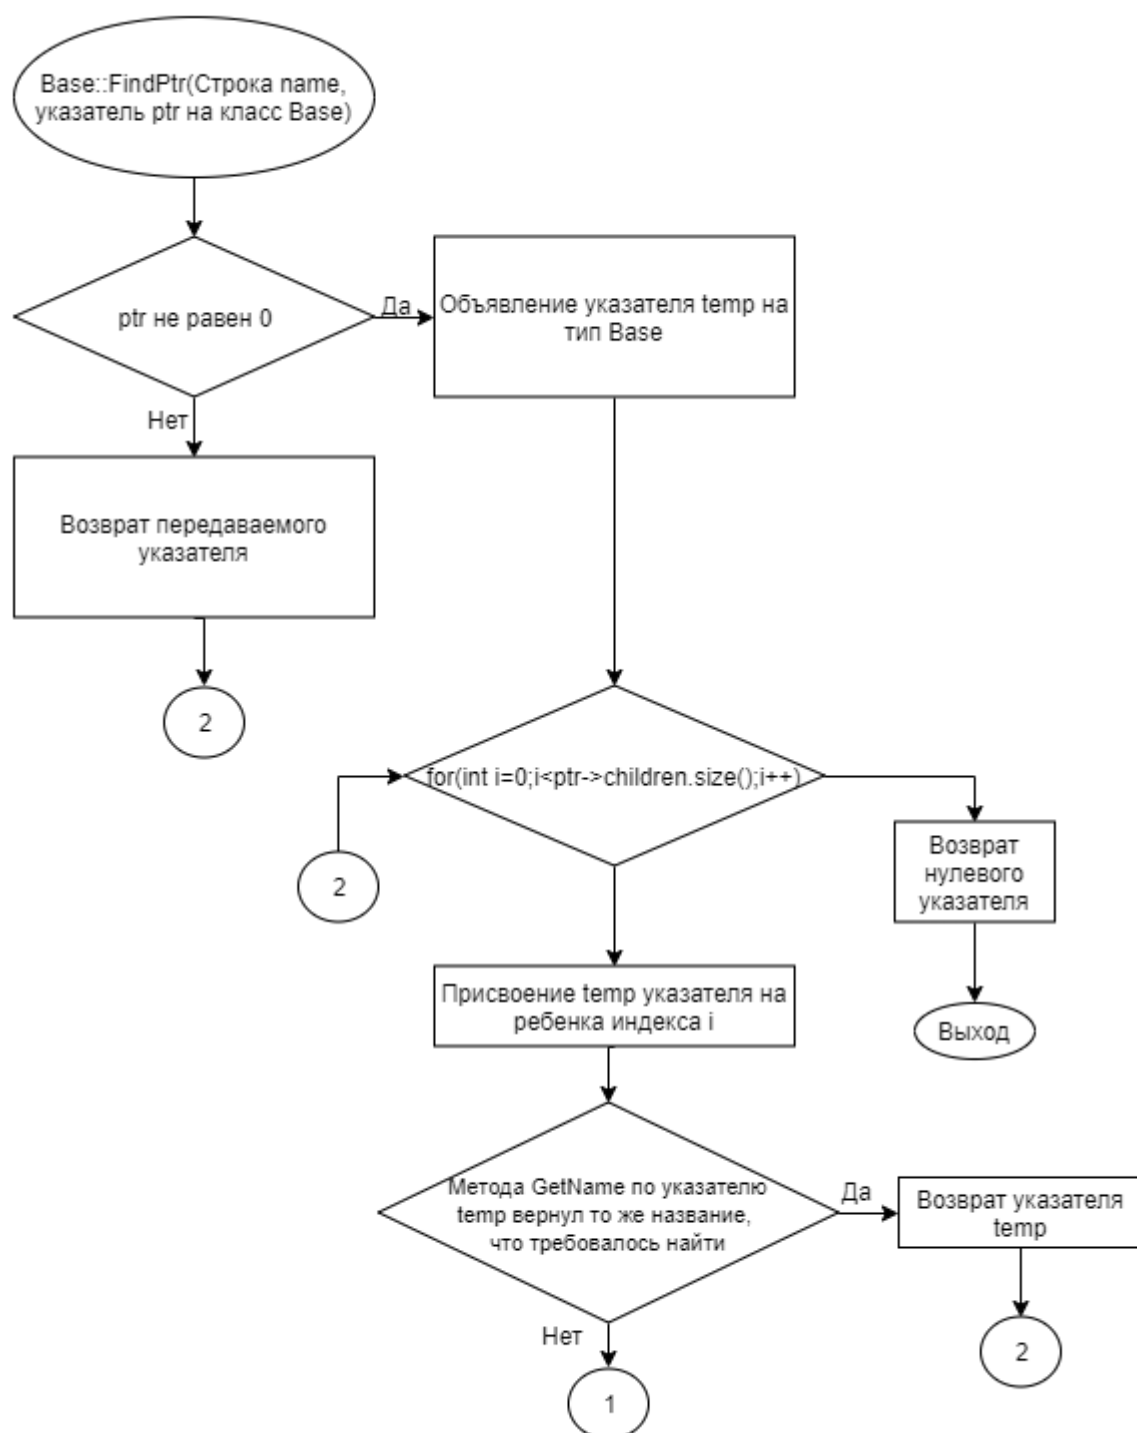 Base::FindPtr(Строка name,
указатель ptr на класс Base)
ptr не равен 0
Да
Объявление указателя temp на
тип Base
Нет
Возврат передаваемого
указателя
2
for(int i=0;i<ptr->children.size();i++)
2
Возврат
нулевого
указателя
Присвоение temp указателя на
ребенка индекса i
Выход
Метода GetName по указателю
temp вернул то же название,
что требовалось найти
Да
Возврат указателя
temp
Нет
2
1